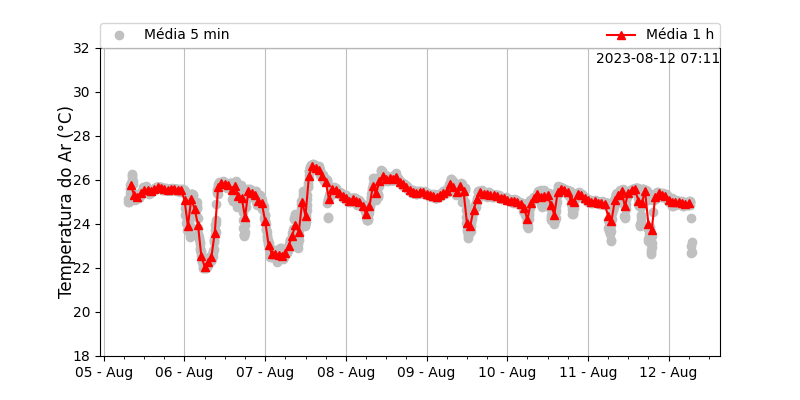 Média 5 min
Média 1 h
2023-08-12 07:11
Temperatura do Ar (°C)
32
30
28
26
24
22
20
18
05 - Aug
06 - Aug
07 - Aug
08 - Aug
09 - Aug
10 - Aug
11 - Aug
12 - Aug